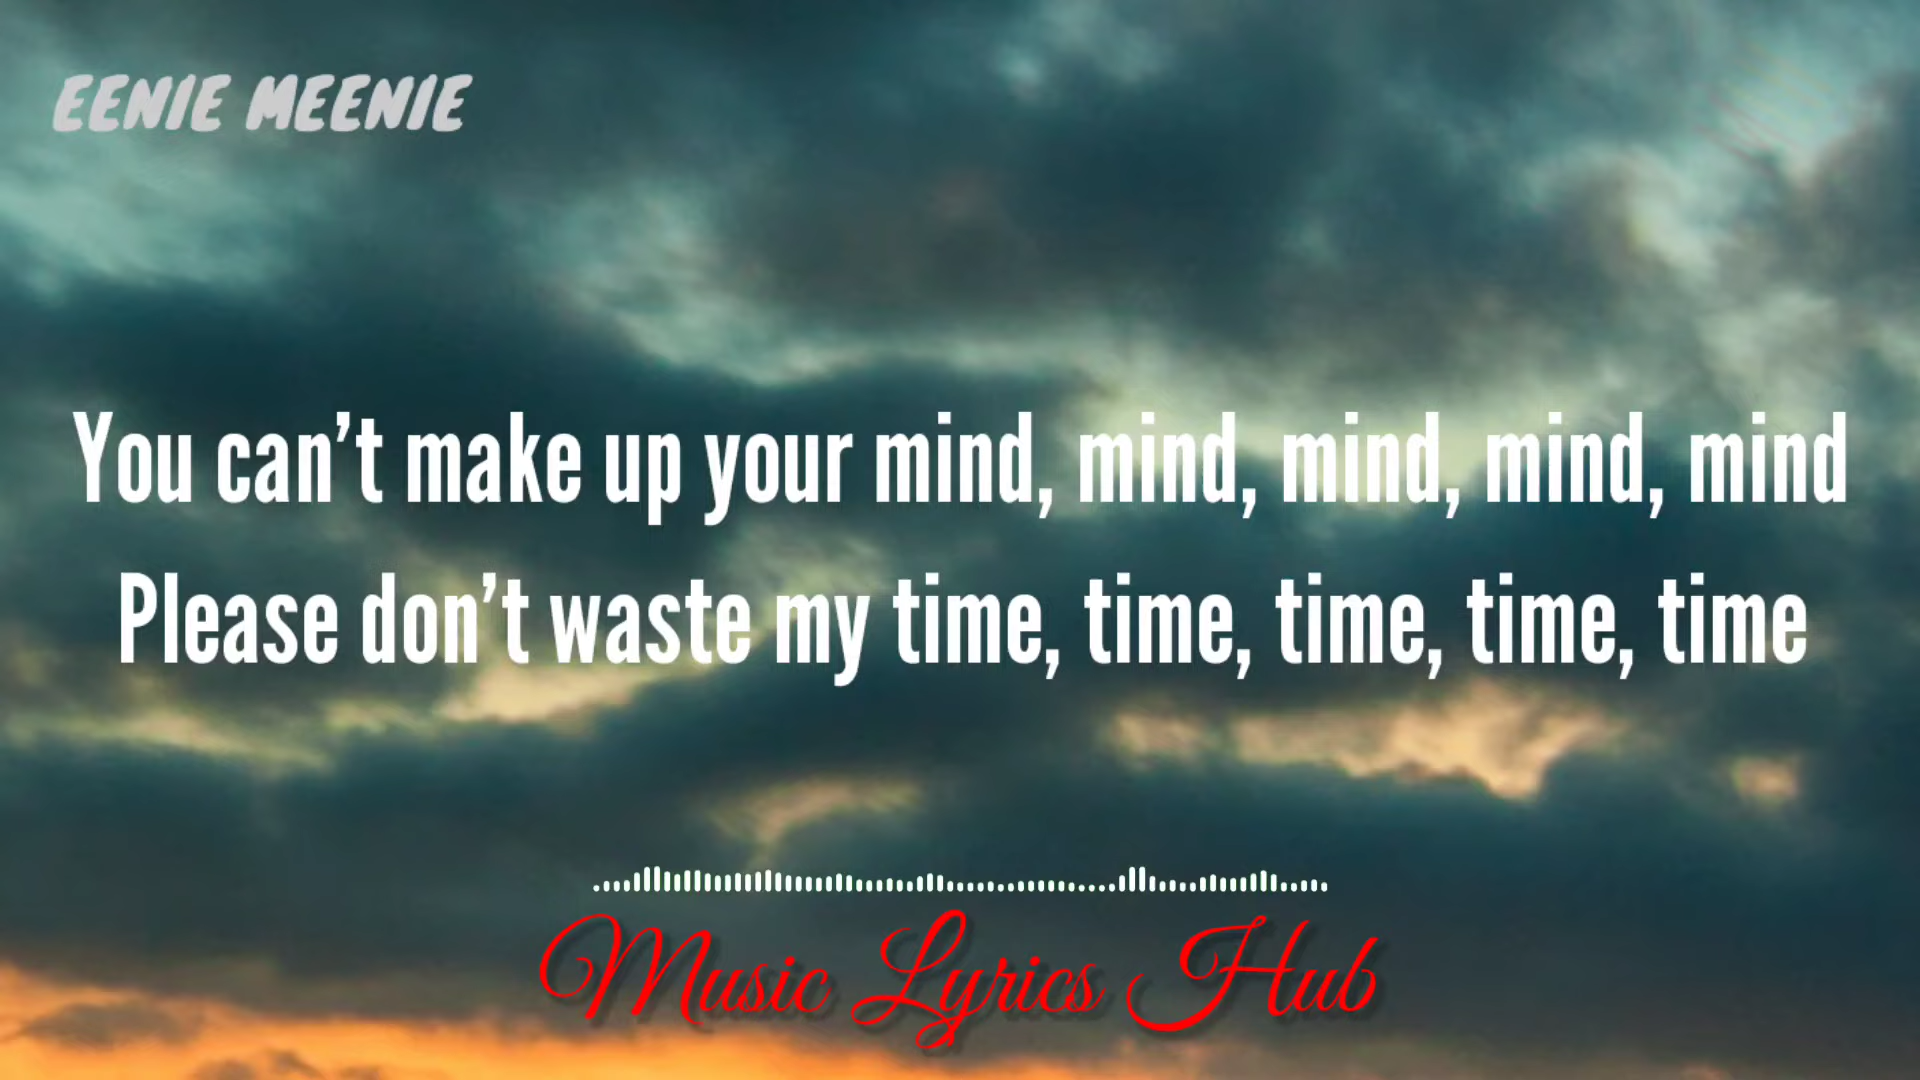 EENIE MEENIE
You can’t make up your mind, mind, mind, mind, mind
Please don’t waste my time, time, time, time, time
Music Lyrics Hub